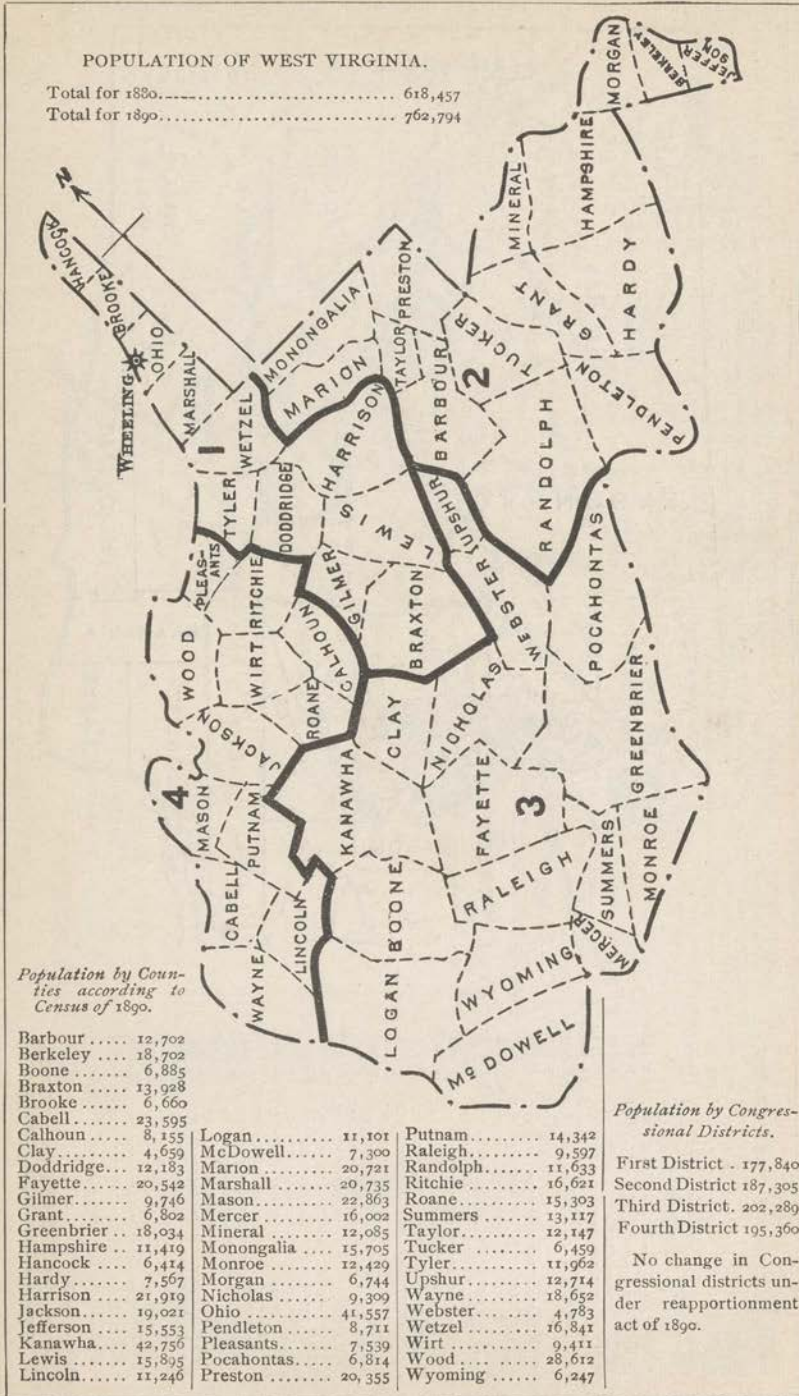 POPULATION OF WEST VIRGINIA.
Total for 1880............................... 618,457
Total for 1890............................... 762,794
N
HANCOCK
BROOKE
WHEELING
OHIO
MARSHALL
WETZEL
1
TYLER
DODDRIDGE
HARRISON
LEWIS
GILMER
BRAXTON
MONONGALIA
MARION
TAYLOR
PRESTON
BARBOUR
TUCKER
2
RANDOLPH
PENDLETON
GRANT
HARDY
MINERAL
HAMPSHIRE
MORGAN
BERKELEY
JEFFER
SON
PLEAS-
ANTS
RITCHIE
WOOD
WIRT
CALHOUN
ROANE
JACKSON
4
MASON
PUTNAM
CABELL
LINCOLN
WAYNE
UPSHUR
WEBSTER
POCAHONTAS
NICHOLAS
CLAY
KANAWHA
FAYETTE
3
GREENBRIER
MONROE
SUMMERS
RALEIGH
BOONE
LOGAN
WYOMING
MERCER
Mc DOWELL
Population by Coun-
ties according to
Census of 1890.
Barbour ..... 12,702
Berkeley .... 18,702
Boone ....... 6,885
Braxton ..... 13,928
Brooke ...... 6,660
Cabell ....... 23,595
Calhoun ..... 8,155
Clay......... 4,659
Doddridge... 12,183
Fayette ...... 20,542
Gilmer....... 9,746
Grant........ 6,802
Greenbrier .. 18,034
Hampshire .. 11,419
Hancock .... 6,414
Hardy....... 7,567
Harrison .... 21,919
Jackson...... 19,021
Jefferson .... 15,553
Kanawha.... 42,756
Lewis ....... 15,895
Lincoln...... 11,246
Logan.......... 11,101
McDowell...... 7,300
Marion ........ 20,721
Marshall ...... 20,735
Mason......... 22,863
Mercer ........ 16,002
Mineral ....... 12,085
Monongalia .... 15,705
Monroe ....... 12,429
Morgan ....... 6,744
Nicholas ...... 9,309
Ohio .......... 41,557
Pendleton ..... 8,711
Pleasants...... 7,539
Pocahontas.... 6,814
Preston ....... 20,355
Putnam......... 14,342
Raleigh......... 9,597
Randolph....... 11,633
Ritchie ......... 16,621
Roane.......... 15,303
Summers ....... 13,117
Taylor.......... 12,147
Tucker ......... 6,459
Tyler........... 11,962
Upshur ......... 12,714
Wayne ......... 18,652
Webster........ 4,783
Wetzel ......... 16,841
Wirt ........... 9,411
Wood .......... 28,612
Wyoming ...... 6,247
Population by Congres-
sional Districts.
First District . 177,840
Second District 187,305
Third District. 202,289
Fourth District 195,360
No change in Con-
gressional districts un-
der reapportionment
act of 1890.